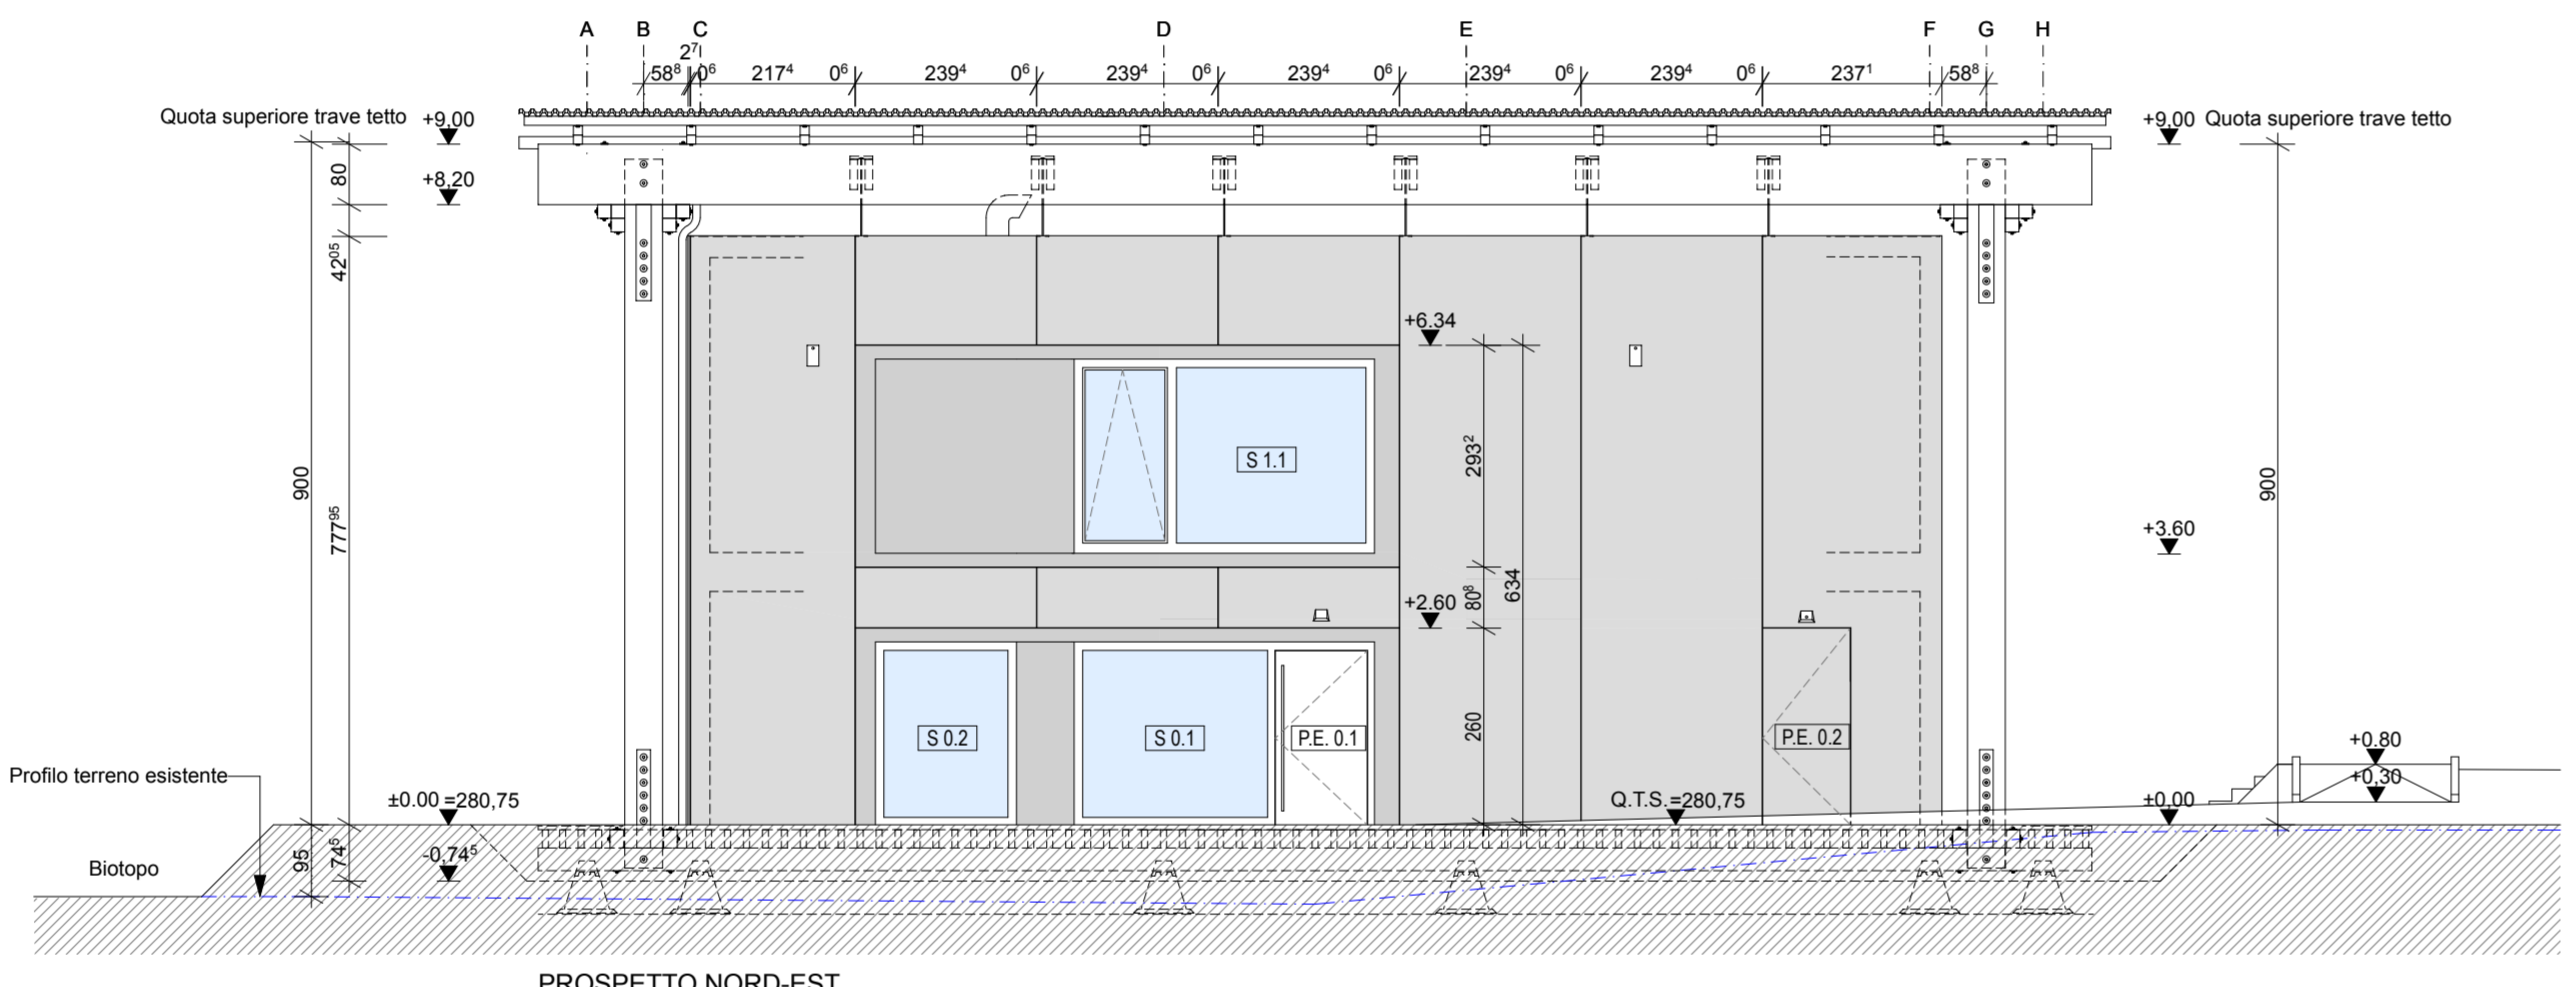 A B C D E F G H
2⁷
58⁸ 0⁶ 217⁴ 0⁶ 239⁴ 0⁶ 239⁴ 0⁶ 239⁴ 0⁶ 239⁴ 0⁶ 239⁴ 0⁶ 237¹ 58⁸
Quota superiore trave tetto +9,00
+9,00 Quota superiore trave tetto
80
+8,20
42⁰⁵
+6.34
293²
S 1.1
900
777⁹⁵
900
+3.60
634
80⁸
+2.60
260
S 0.2
S 0.1
P.E. 0.1
P.E. 0.2
+0.80
Profilo terreno esistente
+0,30
±0.00 =280,75
Q.T.S.=280,75
+0,00
95
74⁵
-0,74⁵
Biotopo
PROSPETTO NORD-EST